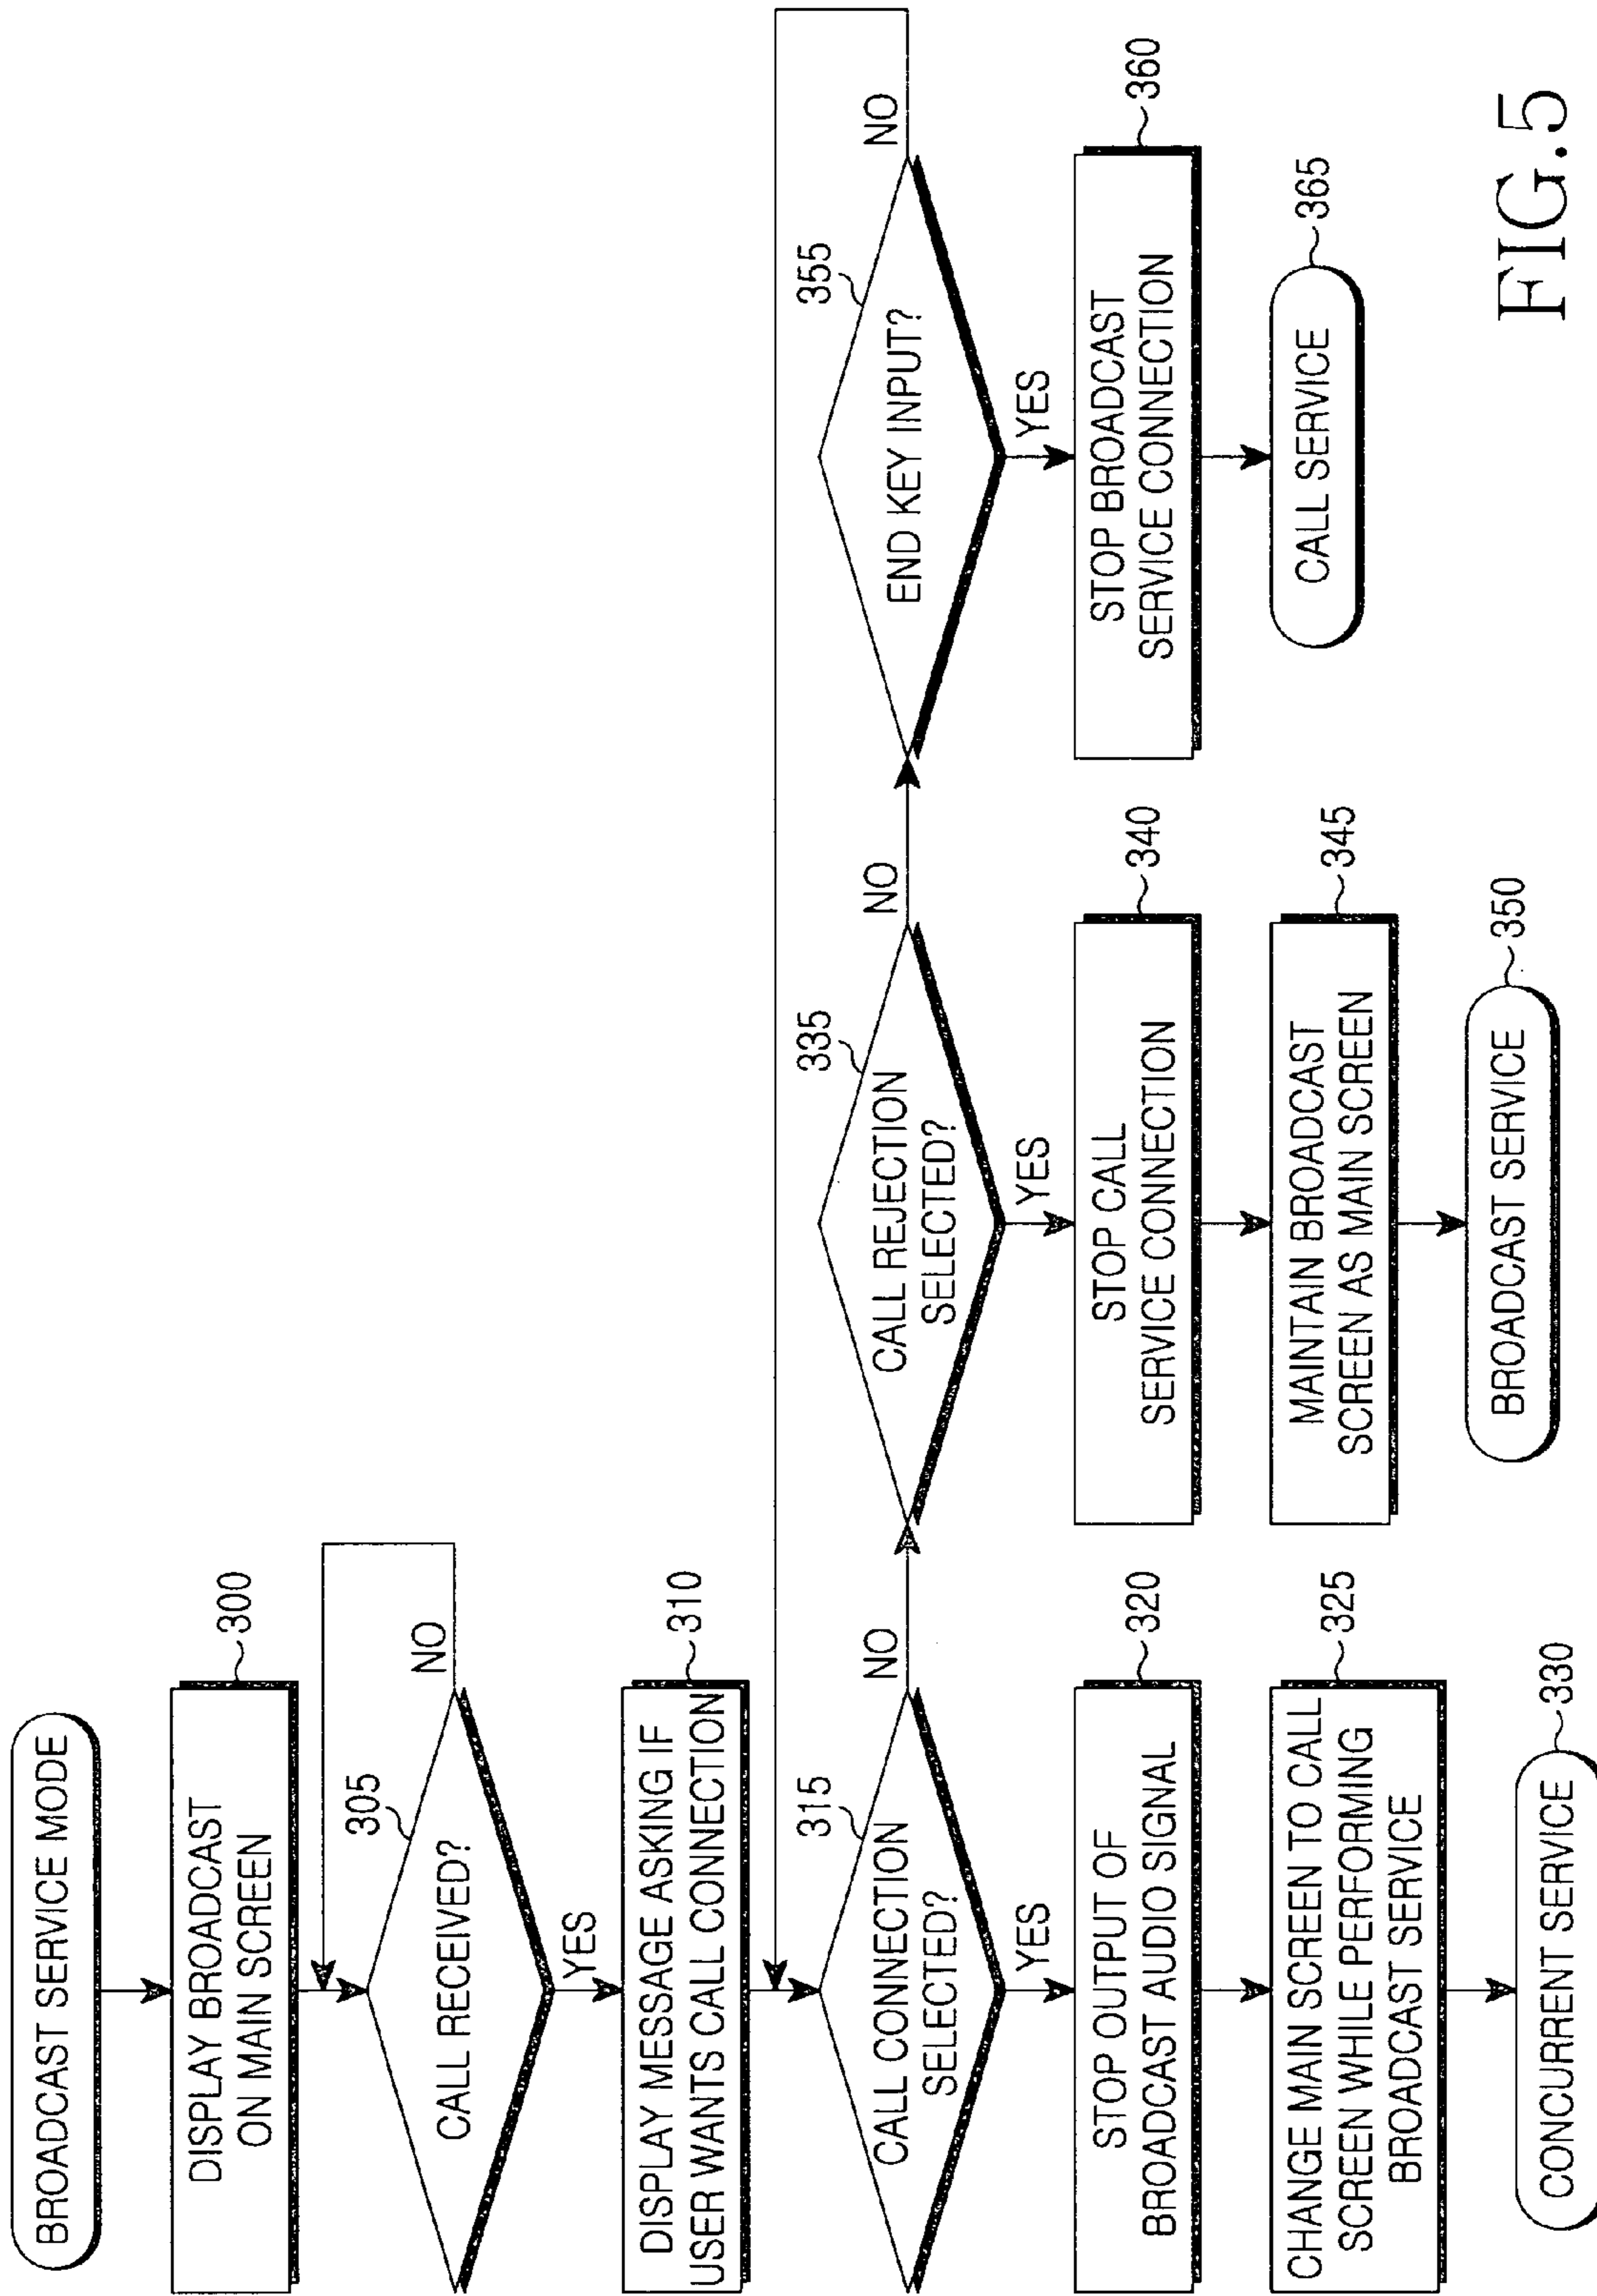 BROADCAST SERVICE MODE
DISPLAY BROADCAST
ON MAIN SCREEN
300
CALL RECEIVED?
305
NO
YES
DISPLAY MESSAGE ASKING IF
USER WANTS CALL CONNECTION
310
CALL CONNECTION
SELECTED?
315
NO
YES
STOP OUTPUT OF
BROADCAST AUDIO SIGNAL
320
CHANGE MAIN SCREEN TO CALL
SCREEN WHILE PERFORMING
BROADCAST SERVICE
325
CONCURRENT SERVICE
330
CALL REJECTION
SELECTED?
335
NO
YES
STOP CALL
SERVICE CONNECTION
340
MAINTAIN BROADCAST
SCREEN AS MAIN SCREEN
345
BROADCAST SERVICE
350
END KEY INPUT?
355
NO
YES
STOP BROADCAST
SERVICE CONNECTION
360
CALL SERVICE
365
FIG.5